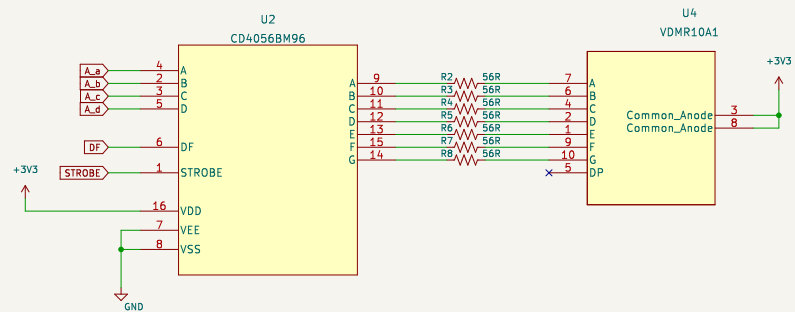 U2
CD4056BM96
U4
VDMR10A1
+3V3
A_a 4 A
A_b 2 B
A_c 3 C
A_d 5 D
DF 6 DF
STROBE 1 STROBE
+3V3
16 VDD
7 VEE
8 VSS
GND
A 9 R2 56R 7 A
B 10 R3 56R 6 B
C 11 R4 56R 4 C
D 12 R5 56R 2 D
E 13 R6 56R 1 E
F 15 R7 56R 9 F
G 14 R8 56R 10 G
5 DP
Common_Anode 3
Common_Anode 8